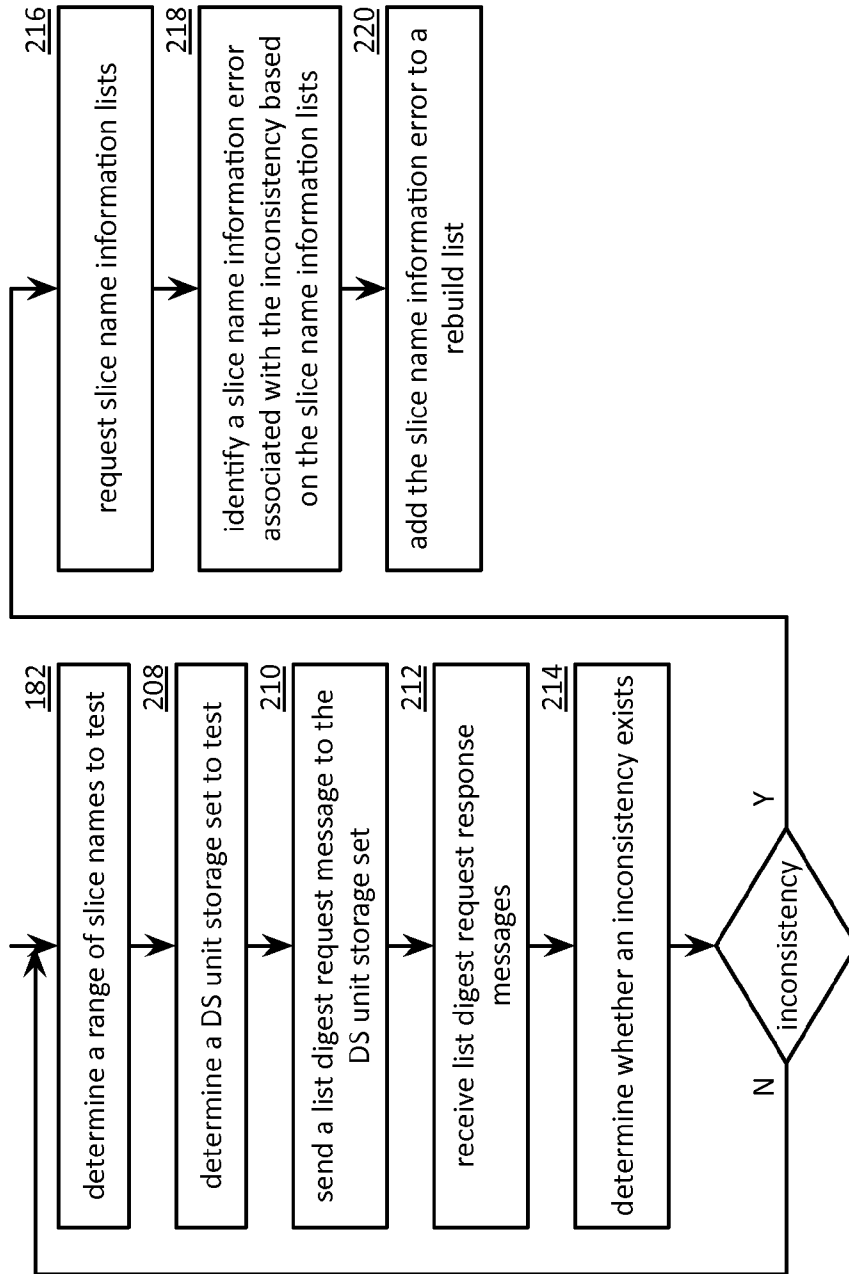 182
determine a range of slice names to test
208
determine a DS unit storage set to test
210
send a list digest request message to the
DS unit storage set
212
receive list digest request response
messages
214
determine whether an inconsistency exists
inconsistency
N
Y
216
request slice name information lists
218
identify a slice name information error
associated with the inconsistency based
on the slice name information lists
220
add the slice name information error to a
rebuild list